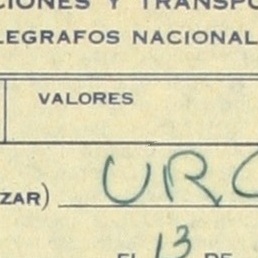 CIONES Y TRANSPO
LEGRAFOS NACIONAL
VALORES
ZAR) URG
EL 13 DE